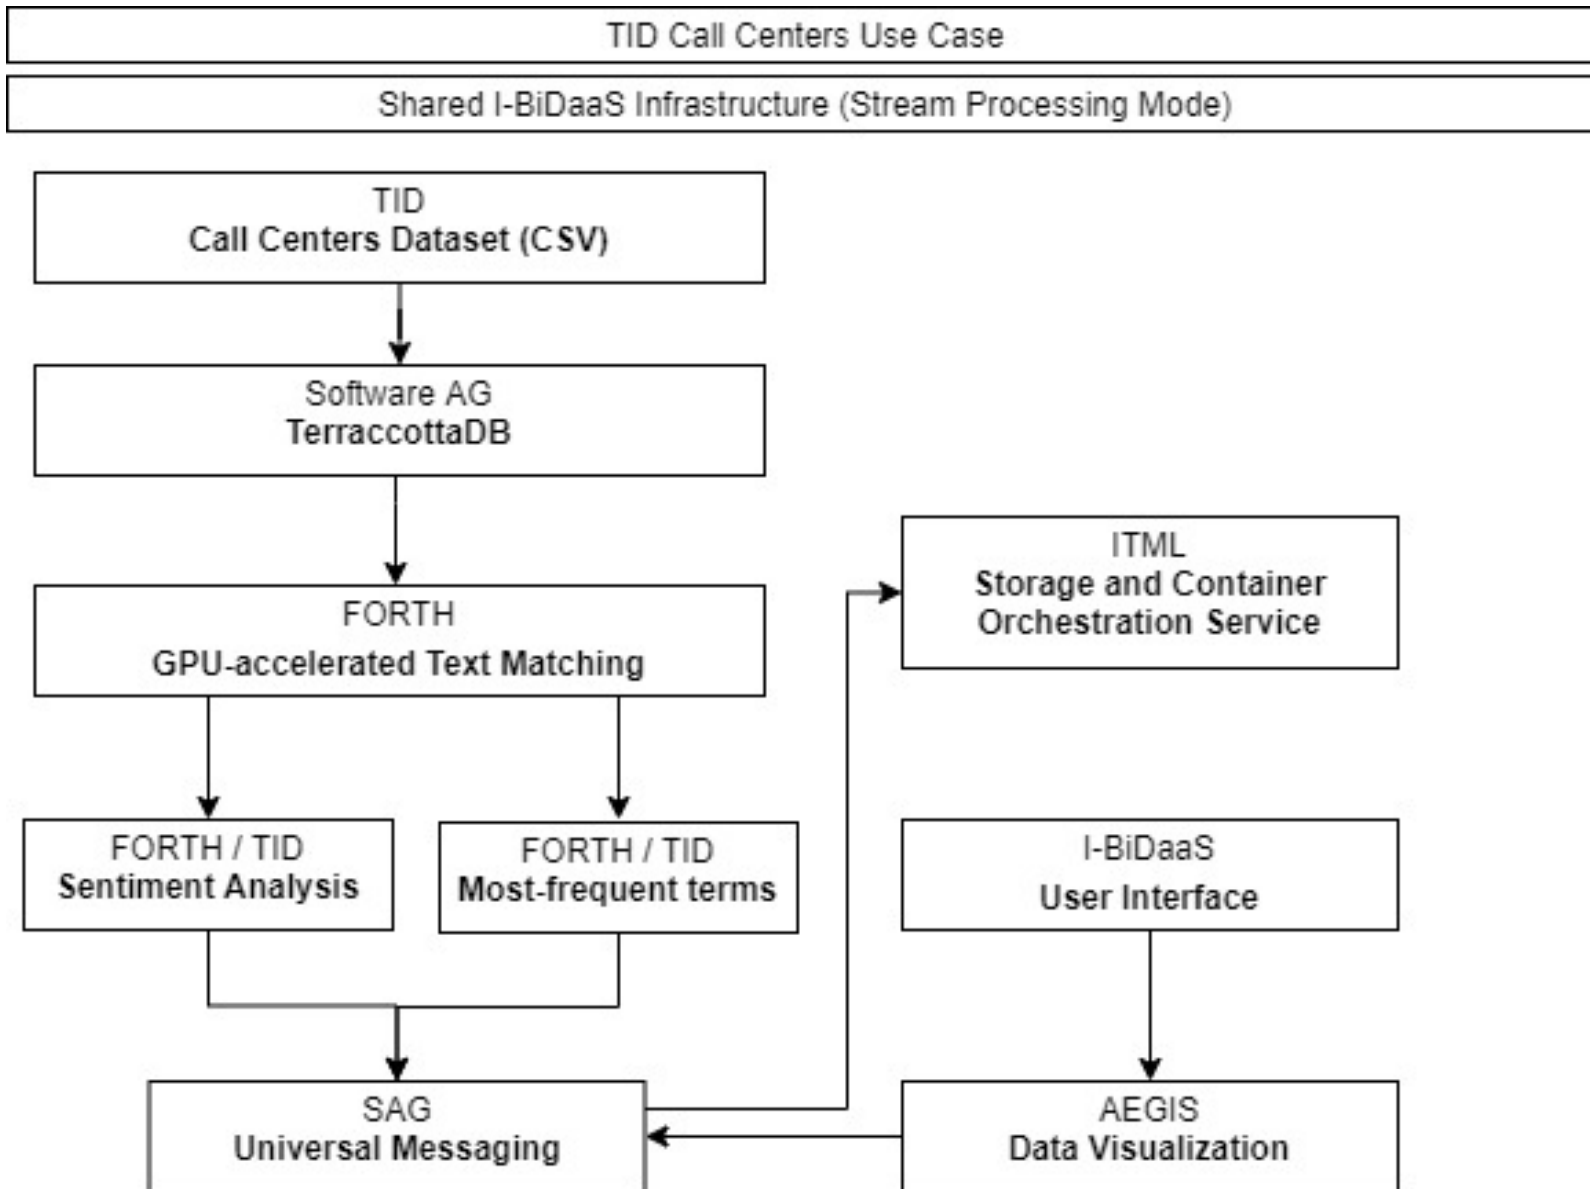 TID Call Centers Use Case
Shared I-BiDaaS Infrastructure (Stream Processing Mode)
TID
Call Centers Dataset (CSV)
Software AG
TerraccottaDB
FORTH
GPU-accelerated Text Matching
ITML
Storage and Container
Orchestration Service
FORTH / TID
Sentiment Analysis
FORTH / TID
Most-frequent terms
I-BiDaaS
User Interface
SAG
Universal Messaging
AEGIS
Data Visualization